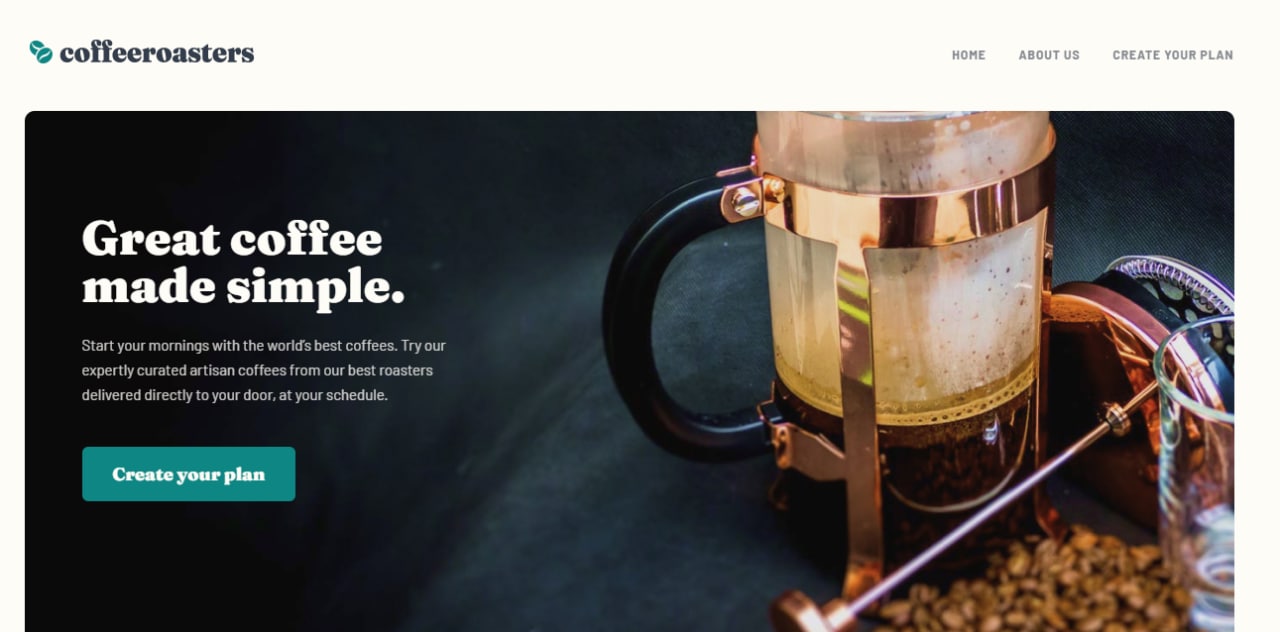 coffeeroasters
HOME ABOUT US CREATE YOUR PLAN
Great coffee
made simple.
Start your mornings with the world's best coffees. Try our
expertly curated artisan coffees from our best roasters
delivered directly to your door, at your schedule.
Create your plan